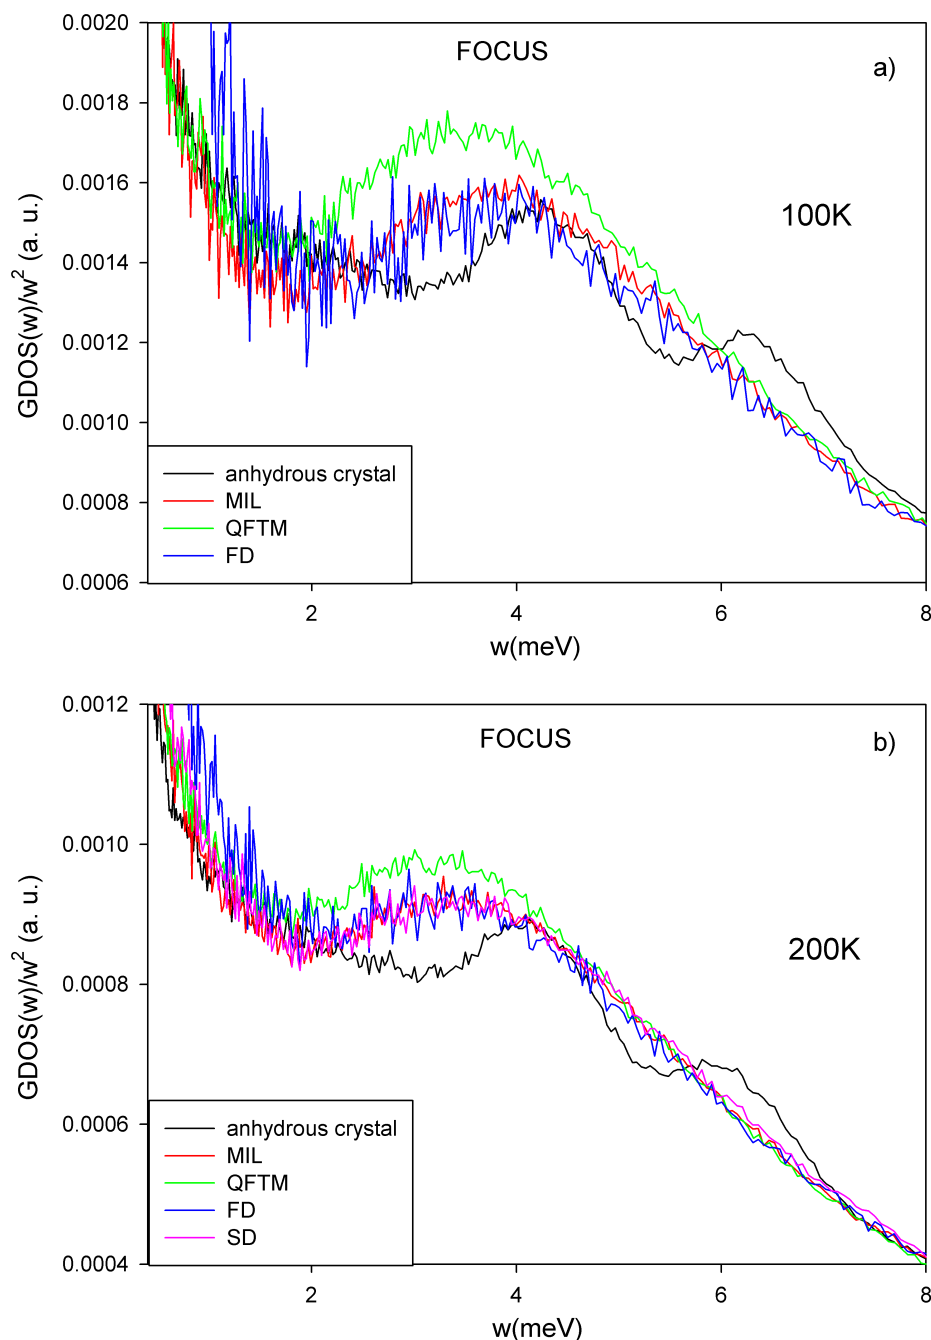 FOCUS
a)
100K
GDOS(w)/w² (a. u.)
0.0020
0.0018
0.0016
0.0014
0.0012
0.0010
0.0008
0.0006
anhydrous crystal
MIL
QFTM
FD
2 4 6 8
w(meV)
FOCUS
b)
200K
GDOS(w)/w² (a. u.)
0.0012
0.0010
0.0008
0.0006
0.0004
anhydrous crystal
MIL
QFTM
FD
SD
2 4 6 8
w(meV)